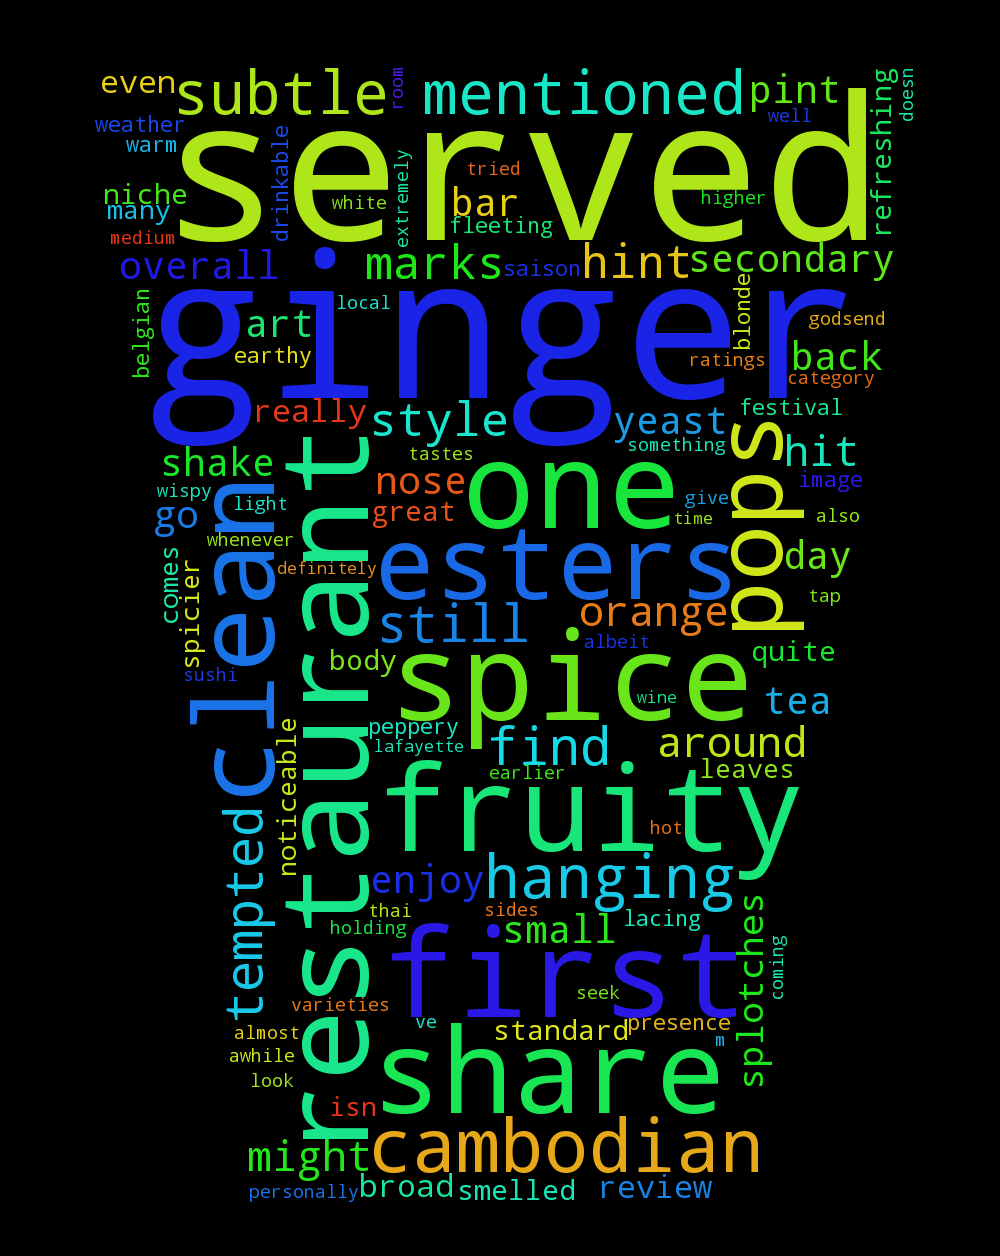 even
subtle
room
mentioned
pint
refreshing
doesn
weather
well
warm
drinkable
served
extremely
tried
niche
white
bar
higher
many
fleeting
medium
overall
marks
saison
hint
secondary
belgian
ginger
local
blonde
art
godsend
earthy
ratings
back
category
really
style
yeast
festival
something
pops
hit
shake
tastes
one
nose
image
wispy
light
great
give
time
also
go
clean
restaurant
whenever
esters
day
definitely
comes
spicier
tap
still
orange
albeit
sushi
body
spice
quite
wine
tea
noticeable
peppery
lafayette
find
around
earlier
leaves
fruity
hot
tempted
enjoy
hanging
thai
sides
lacing
holding
small
splotches
coming
first
seek
varieties
ve
standard
presence
almost
m
awhile
share
look
isn
cambodian
might
personally
broad
smelled
review